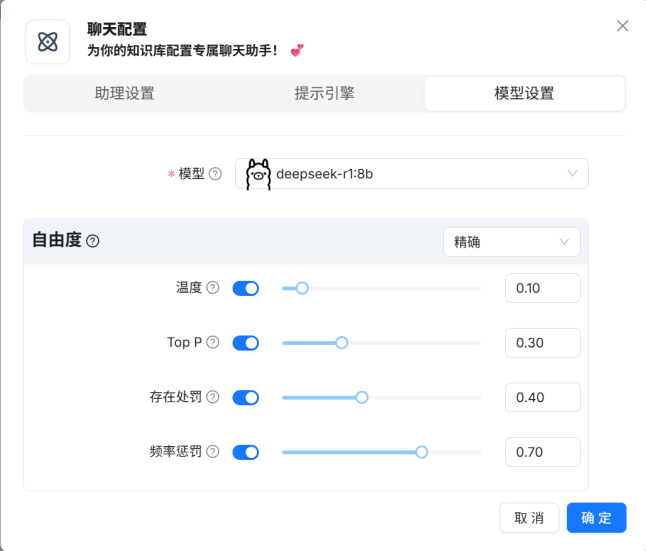 聊天配置
为你的知识库配置专属聊天助手！ 💕
助理设置 提示引擎 模型设置
* 模型 ? deepseek-r1:8b
自由度 ? 精确
温度 ? 0.10
Top P ? 0.30
存在处罚 ? 0.40
频率惩罚 ? 0.70
取 消 确 定